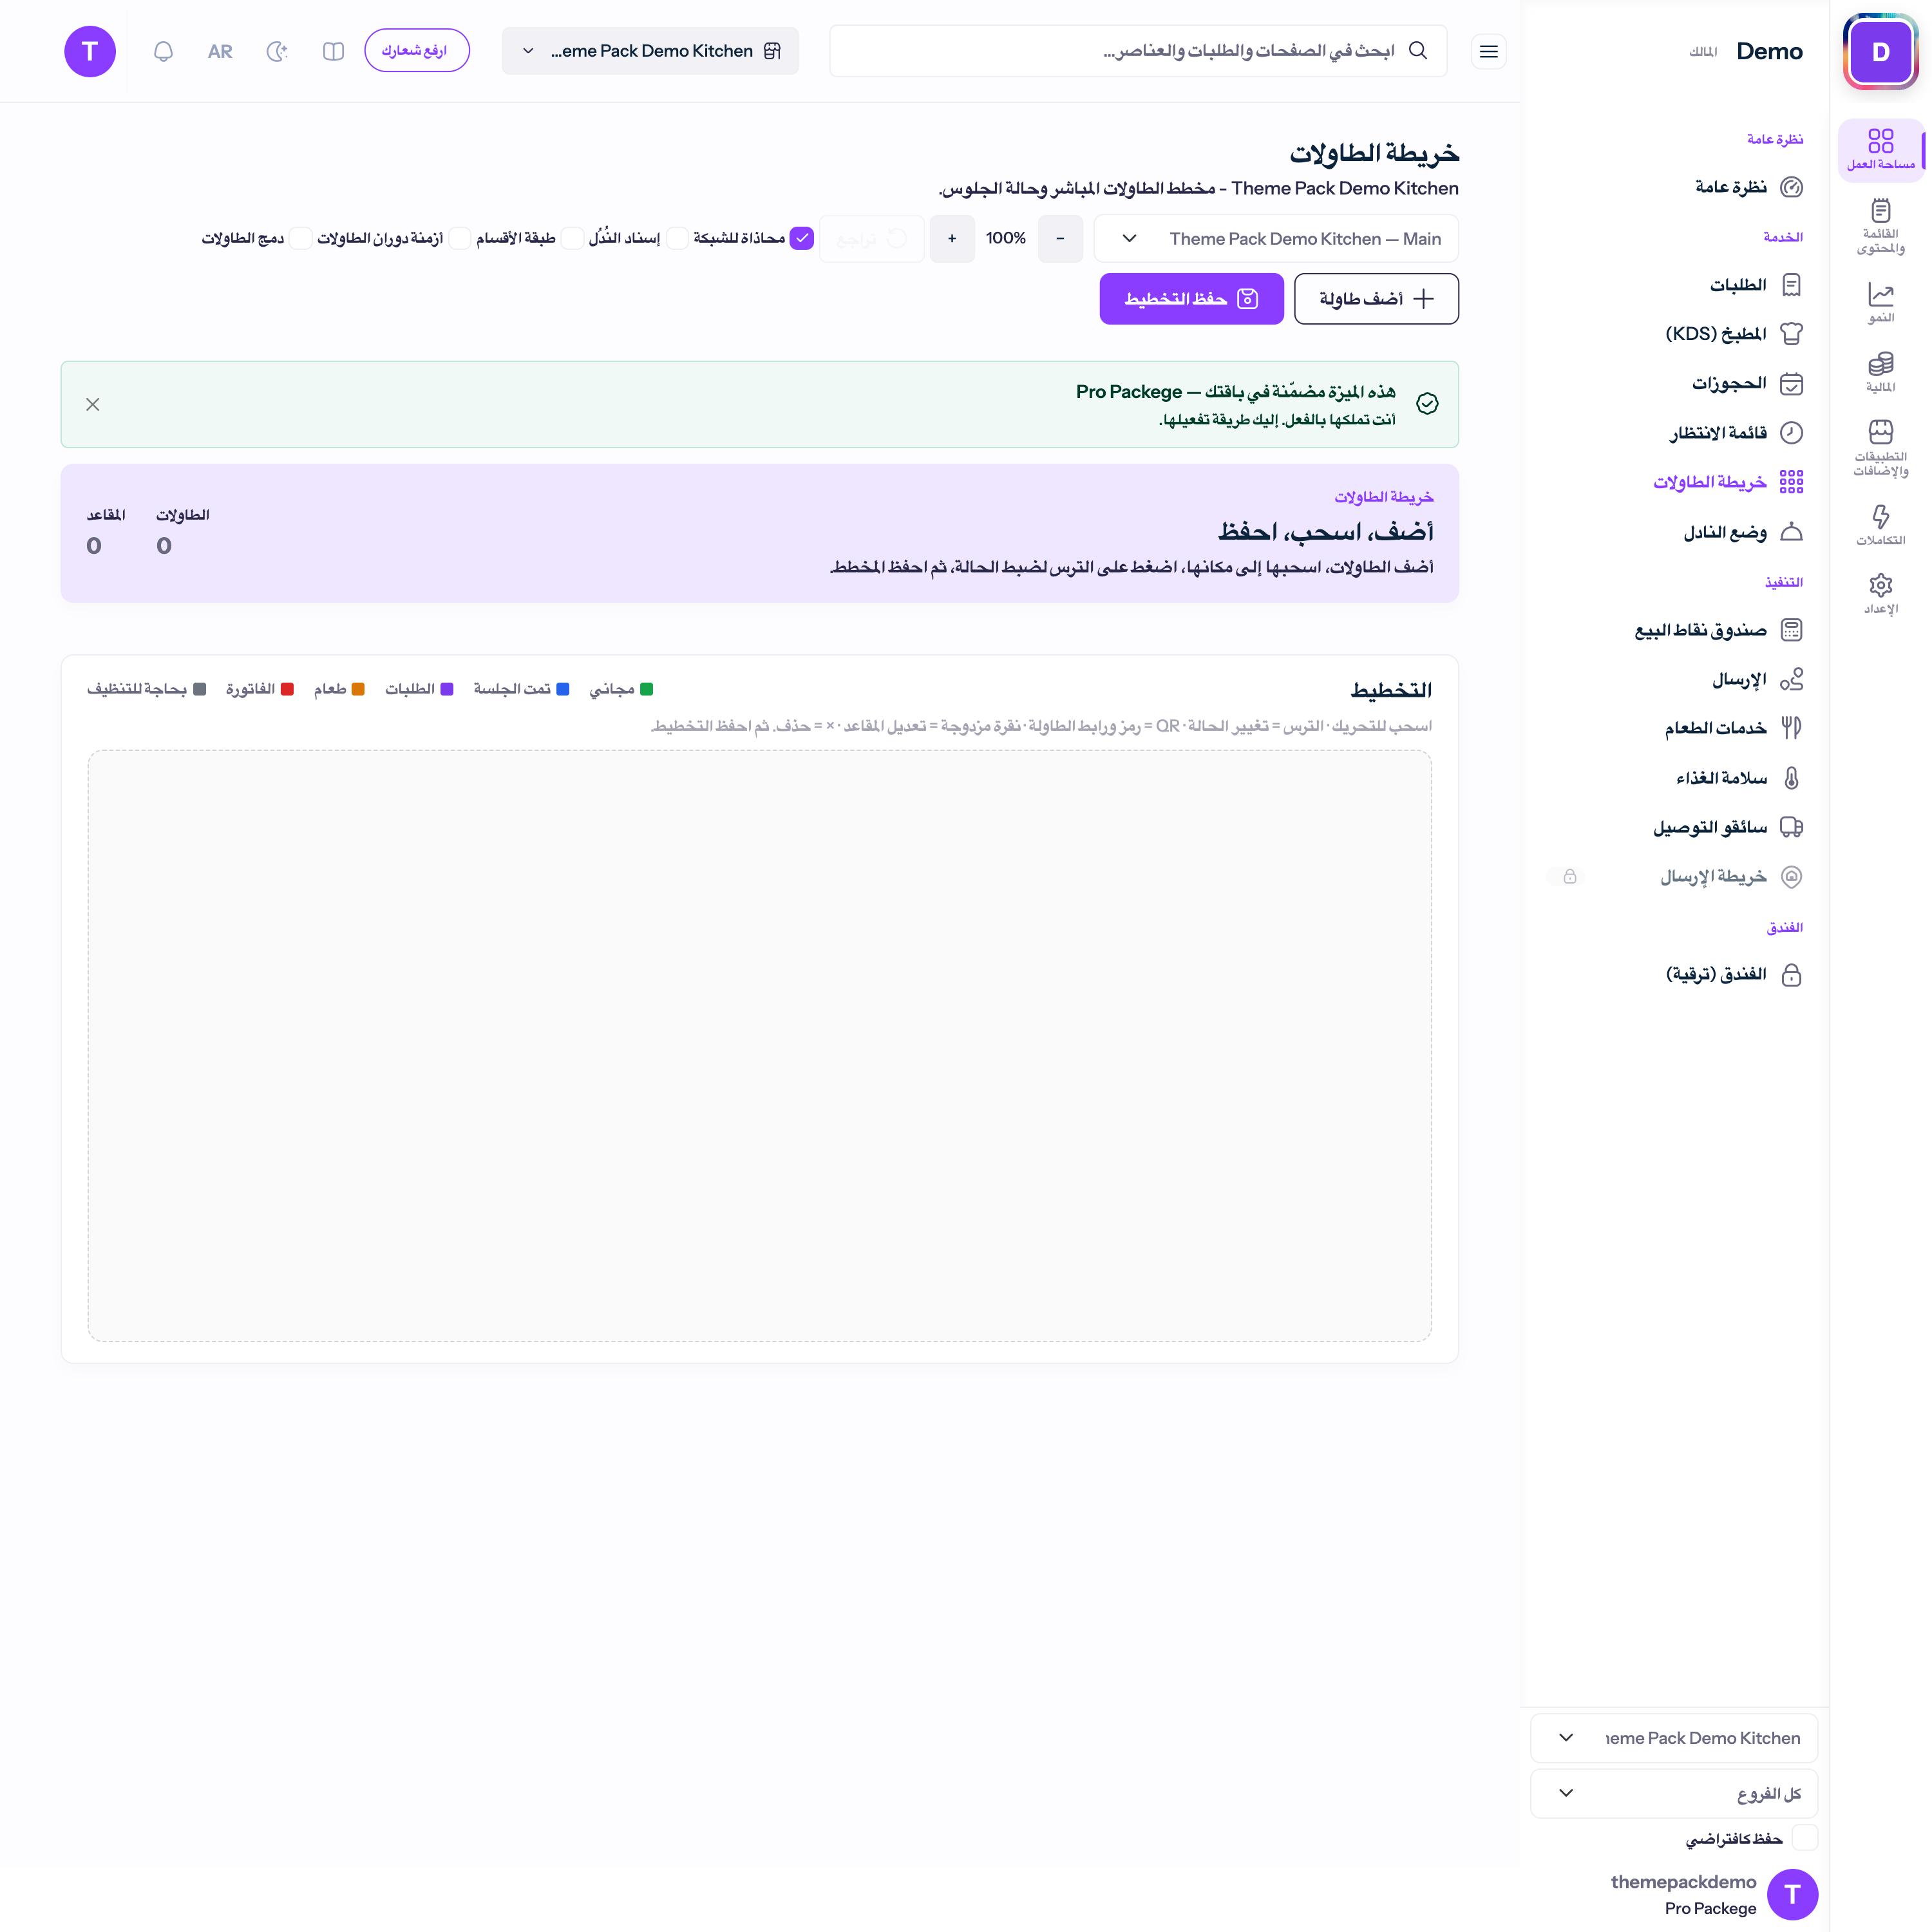 D
Demo
المالك
ابحث في الصفحات والطلبات والعناصر...
...eme Pack Demo Kitchen
ارفع شعارك
AR
T
مساحة العمل
القائمة
والمحتوى
النمو
المالية
التطبيقات
والإضافات
التكاملات
الإعداد
نظرة عامة
نظرة عامة
الخدمة
الطلبات
المطبخ (KDS)
الحجوزات
قائمة الانتظار
خريطة الطاولات
وضع النادل
التنفيذ
صندوق نقاط البيع
الإرسال
خدمات الطعام
سلامة الغذاء
سائقو التوصيل
خريطة الإرسال
الفندق
الفندق (ترقية)
heme Pack Demo Kitchen
كل الفروع
حفظ كافتراضي
T
themepackdemo
Pro Packege
خريطة الطاولات
Theme Pack Demo Kitchen - مخطط الطاولات المباشر وحالة الجلوس.
Theme Pack Demo Kitchen — Main
−
100%
+
تراجع
محاذاة للشبكة
إسناد النُدُل
طبقة الأقسام
أزمنة دوران الطاولات
دمج الطاولات
أضف طاولة
حفظ التخطيط
هذه الميزة مضمّنة في باقتك — Pro Packege
أنت تملكها بالفعل. إليك طريقة تفعيلها.
خريطة الطاولات
أضف، اسحب، احفظ
أضف الطاولات، اسحبها إلى مكانها، اضغط على الترس لضبط الحالة، ثم احفظ المخطط.
الطاولات
0
المقاعد
0
التخطيط
مجاني
تمت الجلسة
الطلبات
طعام
الفاتورة
بحاجة للتنظيف
اسحب للتحريك · الترس = تغيير الحالة · QR = رمز ورابط الطاولة · نقرة مزدوجة = تعديل المقاعد · × = حذف. ثم احفظ التخطيط.